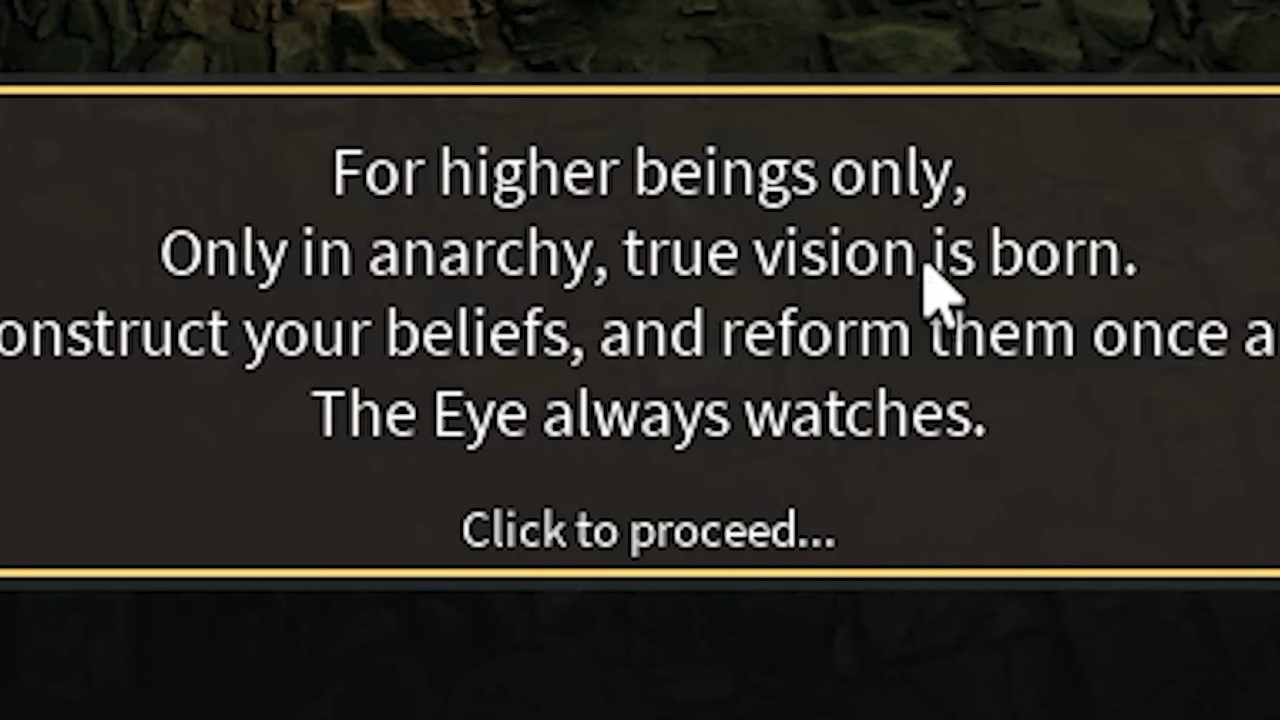 For higher beings only,
Only in anarchy, true vision is born.
onstruct your beliefs, and reform them once a
The Eye always watches.
Click to proceed...